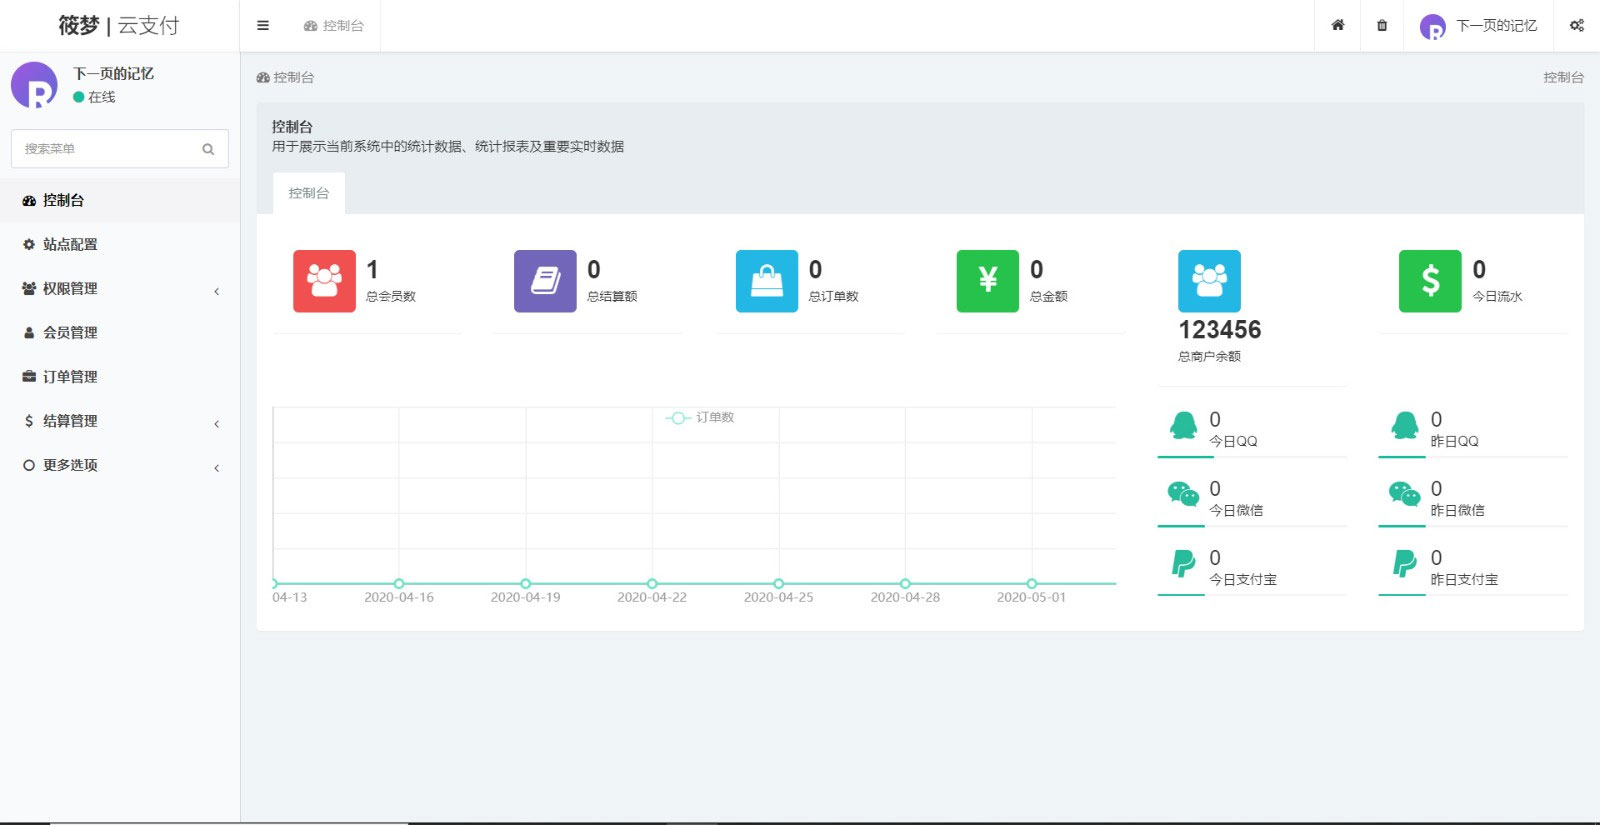 筱梦 | 云支付
控制台
下一页的记忆
下一页的记忆
在线
搜索菜单
控制台
站点配置
权限管理
会员管理
订单管理
结算管理
更多选项
控制台
控制台
控制台
用于展示当前系统中的统计数据、统计报表及重要实时数据
控制台
1
总会员数
0
总结算额
0
总订单数
¥
0
总金额
123456
总商户余额
$
0
今日流水
订单数
04-13
2020-04-16
2020-04-19
2020-04-22
2020-04-25
2020-04-28
2020-05-01
0
今日QQ
0
昨日QQ
0
今日微信
0
昨日微信
0
今日支付宝
0
昨日支付宝